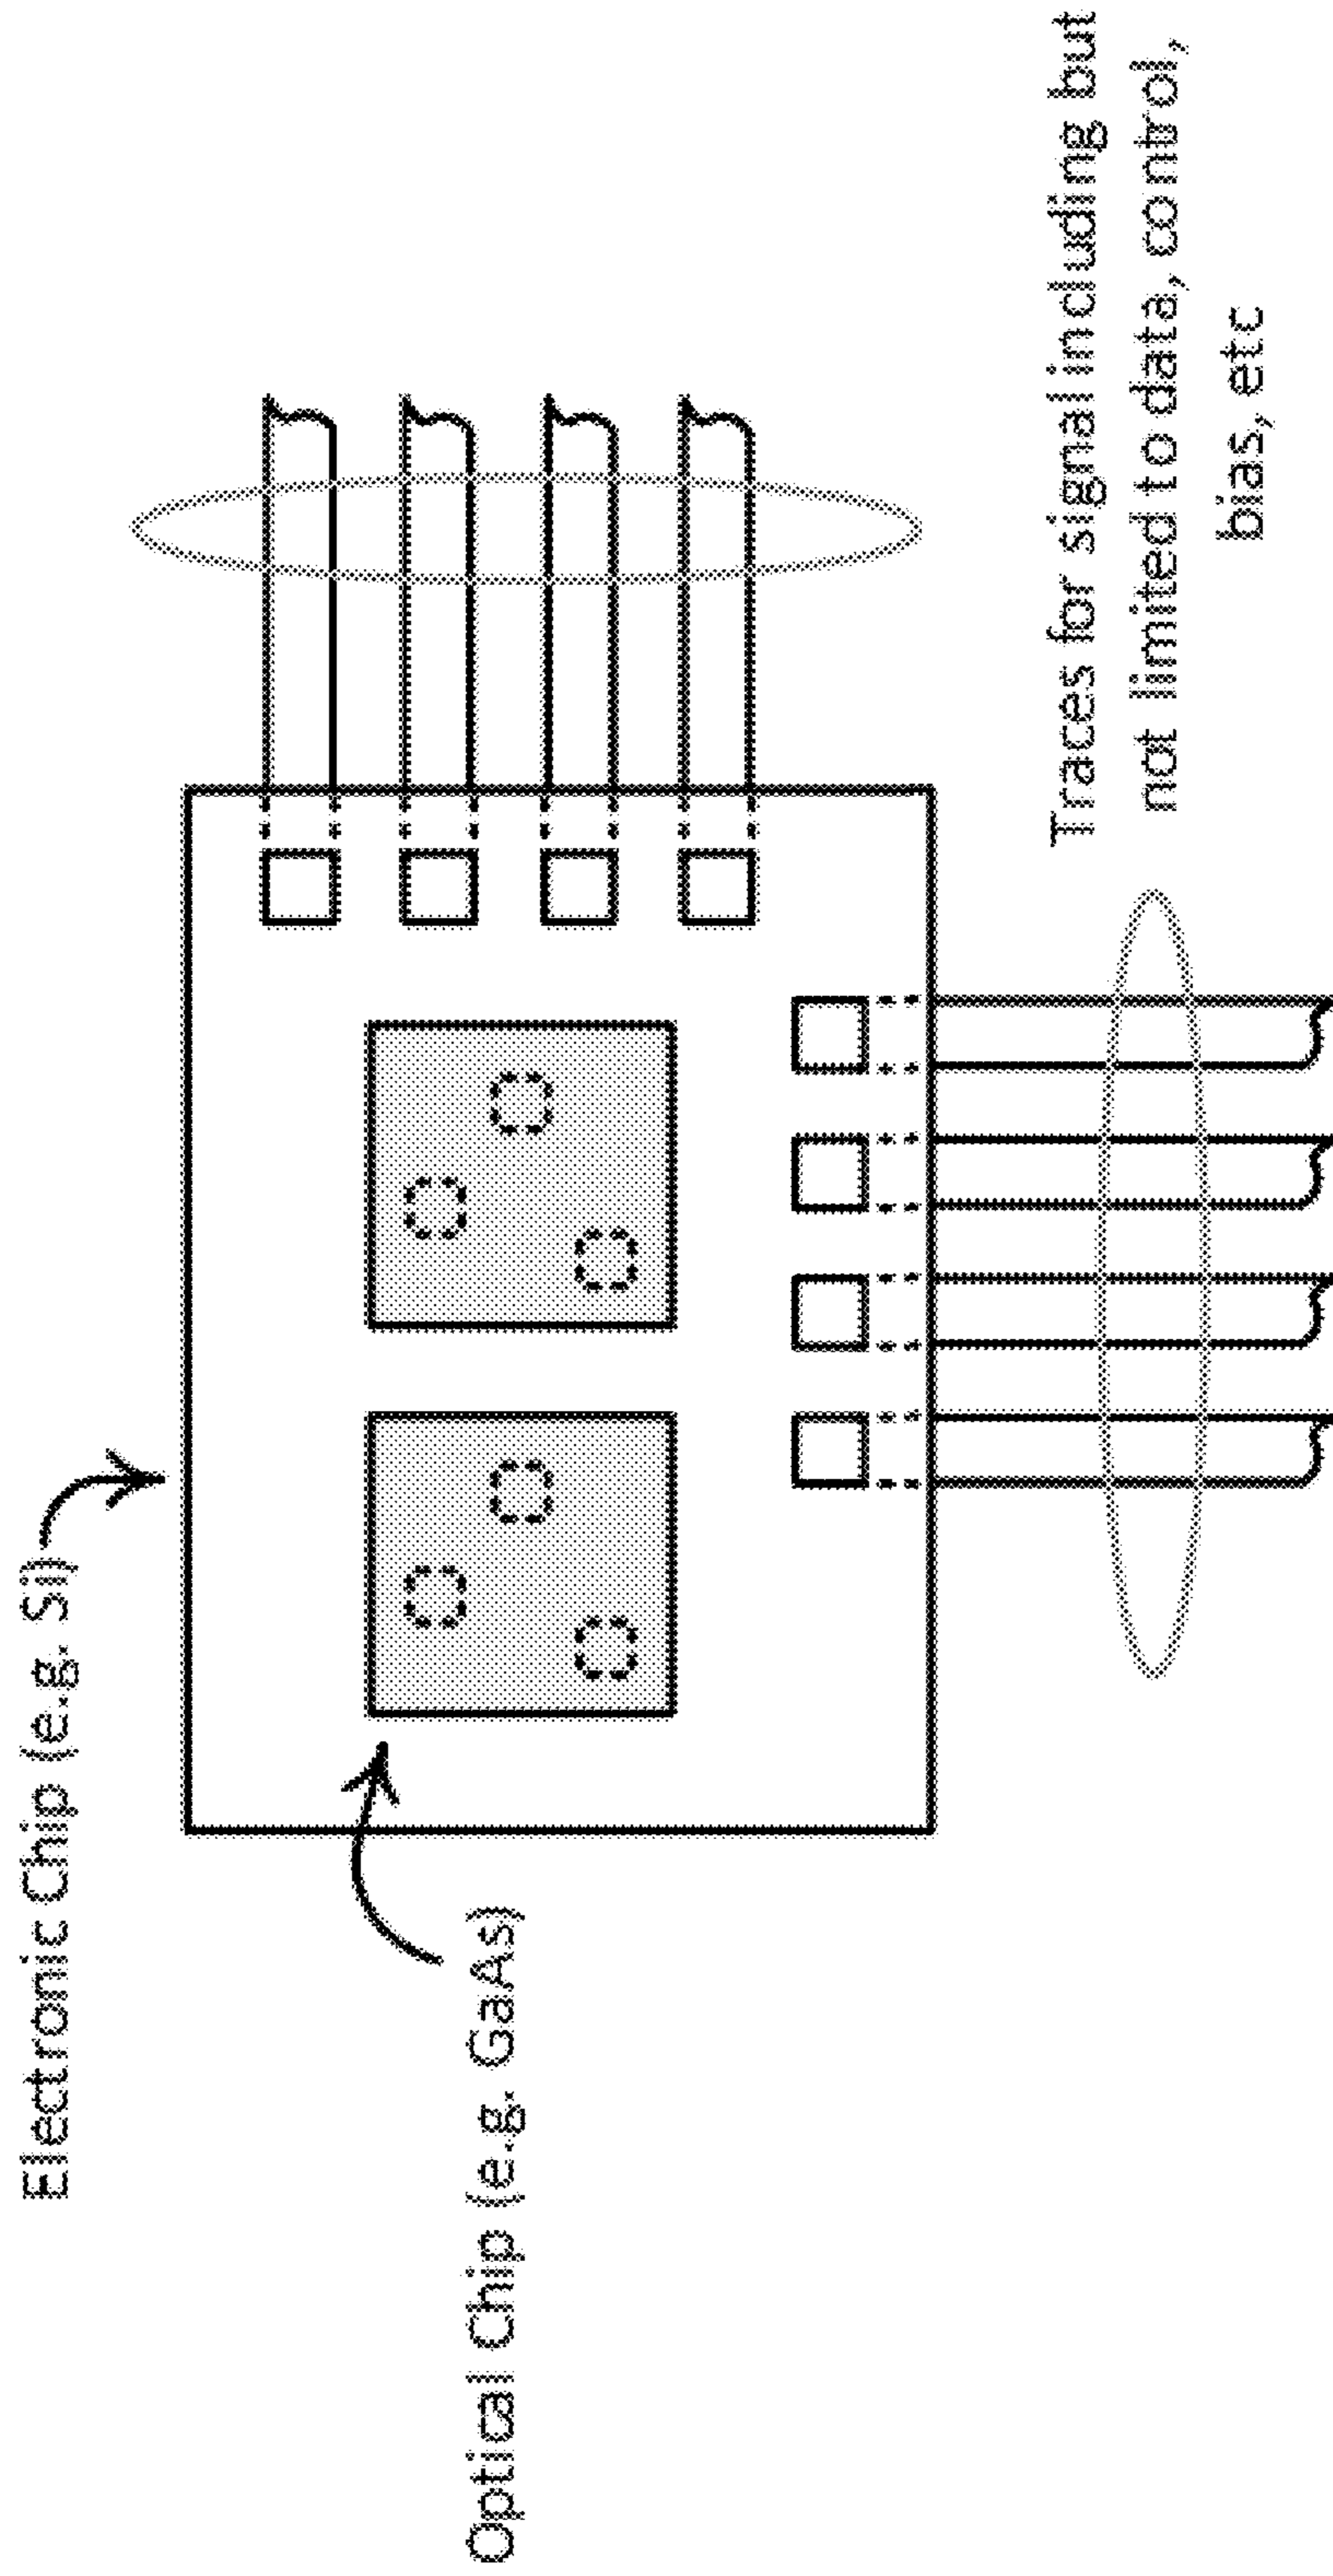 Electronic Chip (e.g. Si)
Optical Chip (e.g. GaAs)
Traces for signal including but
not limited to data, control,
bias, etc